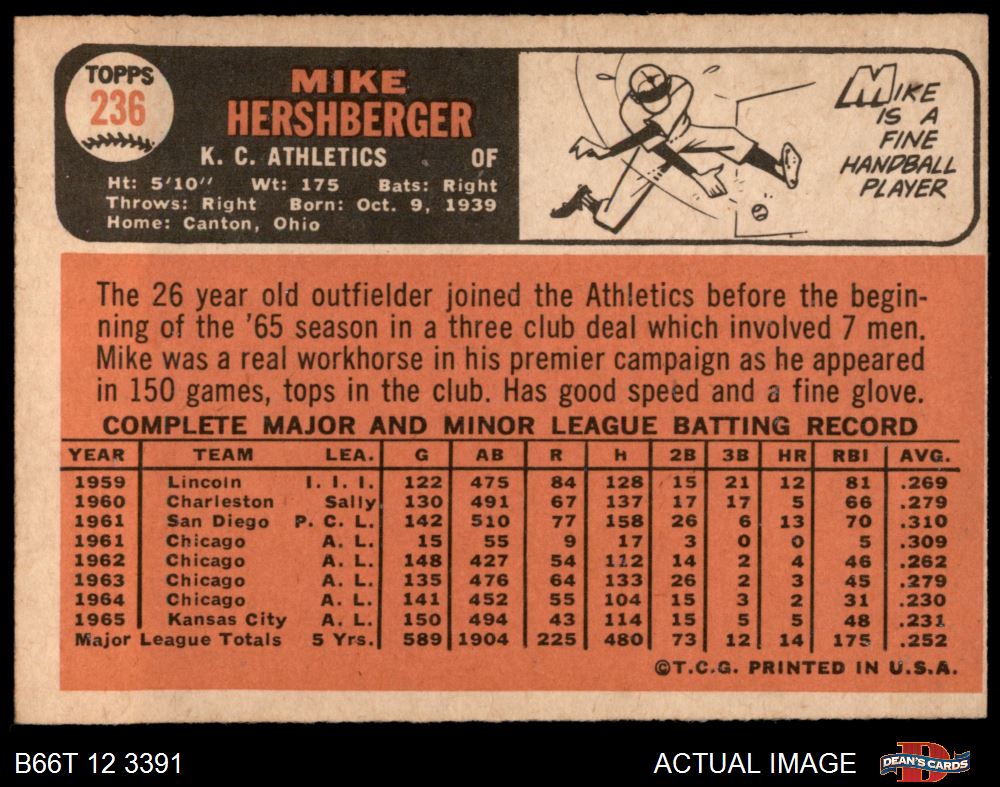 TOPPS
236
MIKE
HERSHBERGER
K. C. ATHLETICS OF
Ht: 5'10" Wt: 175 Bats: Right
Throws: Right Born: Oct. 9, 1939
Home: Canton, Ohio
MIKE
IS A
FINE
HANDBALL
PLAYER
The 26 year old outfielder joined the Athletics before the begin-
ning of the '65 season in a three club deal which involved 7 men.
Mike was a real workhorse in his premier campaign as he appeared
in 150 games, tops in the club. Has good speed and a fine glove.
COMPLETE MAJOR AND MINOR LEAGUE BATTING RECORD
YEAR TEAM LEA. G AB R H 2B 3B HR RBI AVG.
1959 Lincoln I. I. I. 122 475 84 128 15 21 12 81 .269
1960 Charleston Sally 130 491 67 137 17 17 5 66 .279
1961 San Diego P. C. L. 142 510 77 158 26 6 13 70 .310
1961 Chicago A. L. 15 55 9 17 3 0 0 5 .309
1962 Chicago A. L. 148 427 54 112 14 2 4 46 .262
1963 Chicago A. L. 135 476 64 133 26 2 3 45 .279
1964 Chicago A. L. 141 452 55 104 15 3 2 31 .230
1965 Kansas City A. L. 150 494 43 114 15 5 5 48 .231
Major League Totals 5 Yrs. 589 1904 225 480 73 12 14 175 .252
©T.C.G. PRINTED IN U.S.A.
B66T 12 3391 ACTUAL IMAGE DEAN'S CARDS